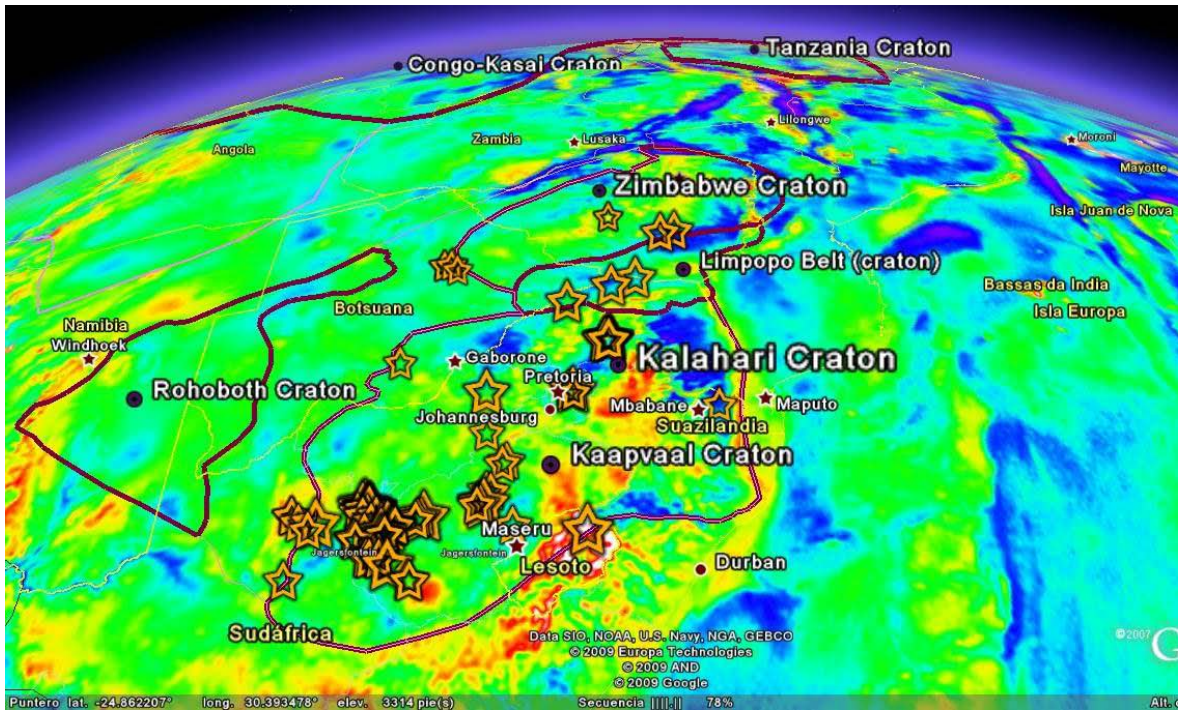 Tanzania Craton
Congo-Kasai Craton
Lilongwe
Zambia
Lusaka
Moroni
Angola
Mayotte
Zimbabwe Craton
Isla Juan de Nova
Limpopo Belt (craton)
Bassas da India
Botsuana
Isla Europa
Namibia
Windhoek
Gaborone
Kalahari Craton
Pretoria
Rohoboth Craton
Johannesburg
Mbabane
Maputo
Suazilandia
Kaapvaal Craton
Maseru
Jagersfontein
Jagersfontein
Lesoto
Durban
Sudáfrica
Data SIO, NOAA, U.S. Navy, NGA, GEBCO
© 2009 Europa Technologies
© 2009 AND
© 2009 Google
©2007 G
Puntero lat. -24.862207° long. 30.393478° elev. 3314 pie(s) Secuencia ||||.|| 78% Alt.